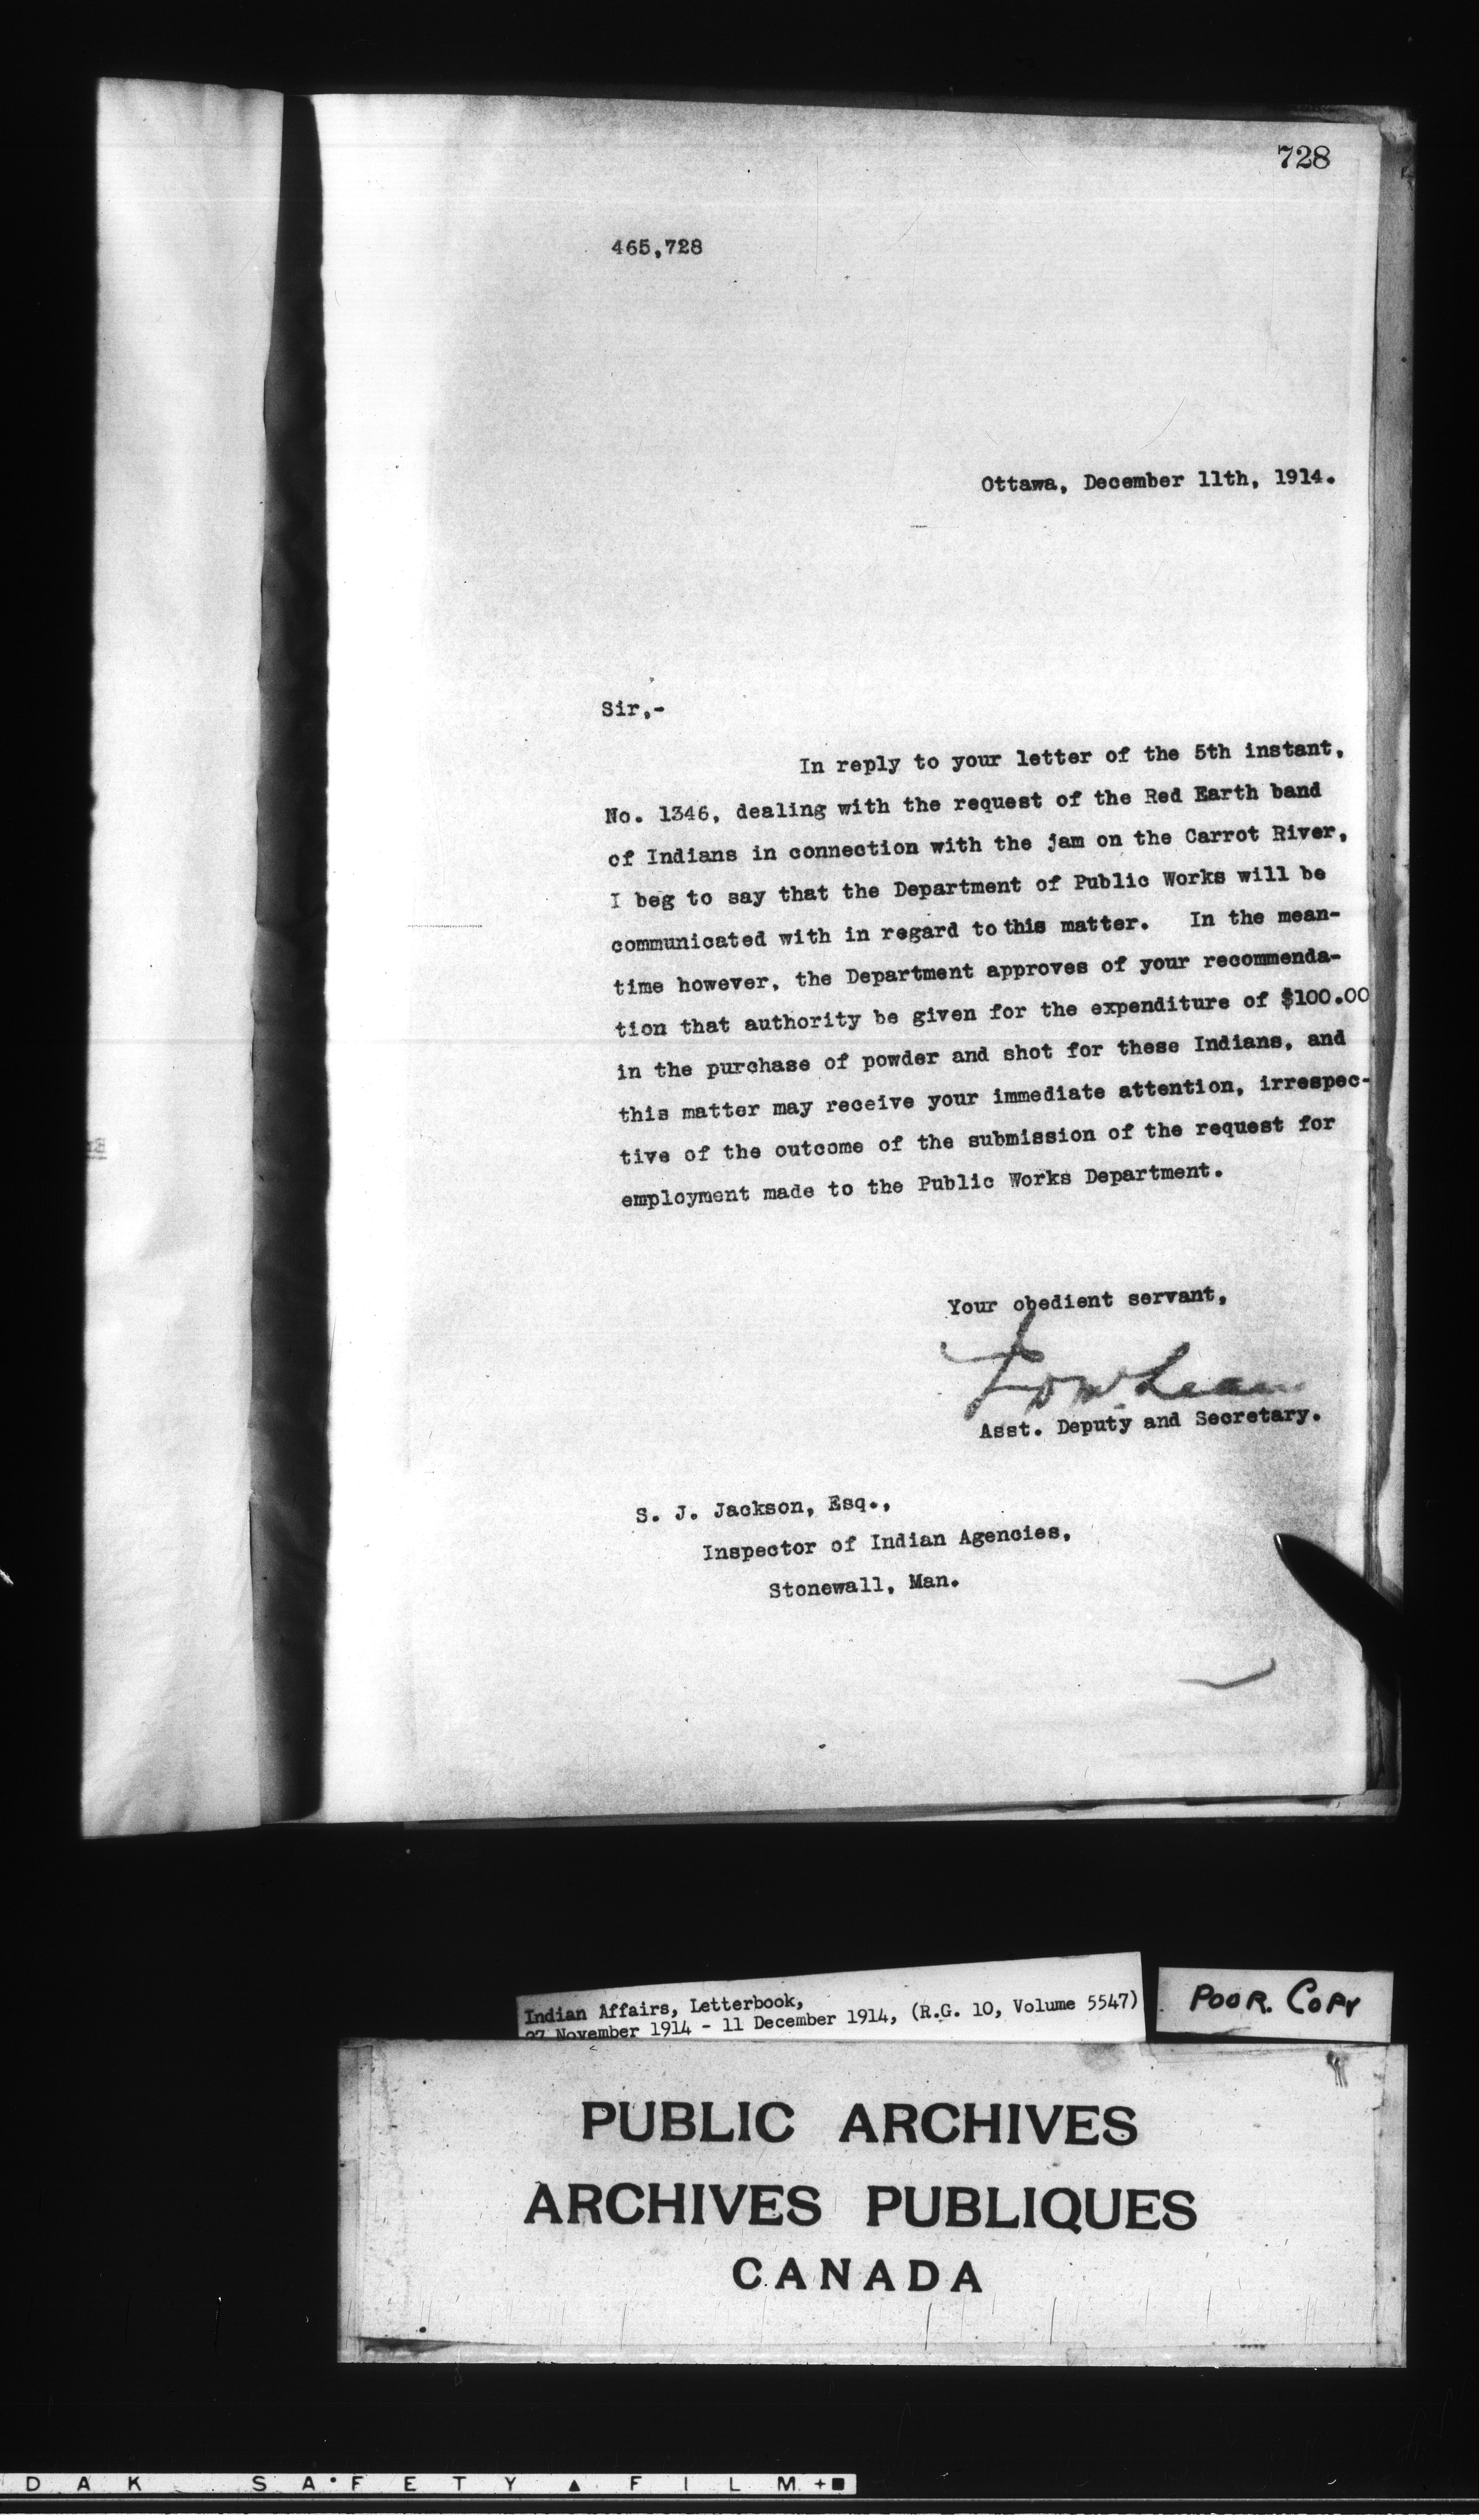 728
465,728
Ottawa, December 11th, 1914.
Sir,-
In reply to your letter of the 5th instant,
No. 1346, dealing with the request of the Red Earth band
of Indians in connection with the jam on the Carrot River,
I beg to say that the Department of Public Works will be
communicated with in regard to this matter. In the mean-
time however, the Department approves of your recommenda-
tion that authority be given for the expenditure of $100.00
in the purchase of powder and shot for these Indians, and
this matter may receive your immediate attention, irrespec-
tive of the outcome of the submission of the request for
employment made to the Public Works Department.
Your obedient servant,
Asst. Deputy and Secretary.
S. J. Jackson, Esq.,
Inspector of Indian Agencies,
Stonewall, Man.
Indian Affairs, Letterbook,
27 November 1914 - 11 December 1914, (R.G. 10, Volume 5547)
POOR. COPY
PUBLIC ARCHIVES
ARCHIVES PUBLIQUES
CANADA
DAK SAFETY FILM